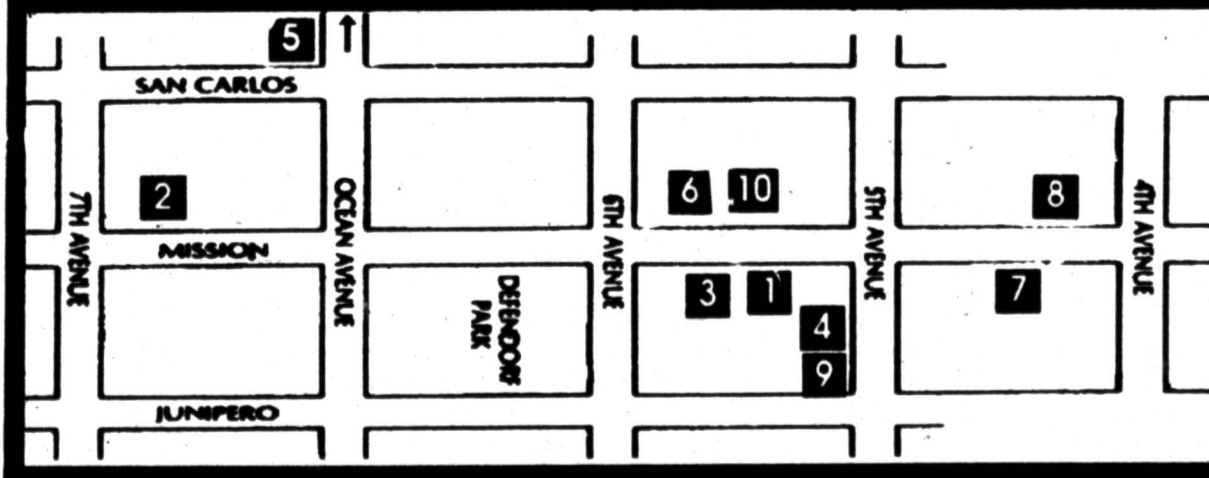 5
SAN CARLOS
2
6
10
8
7TH AVENUE
OCEAN AVENUE
6TH AVENUE
5TH AVENUE
4TH AVENUE
MISSION
3
1
7
4
9
DEFENDORF
PARK
JUNIPERO